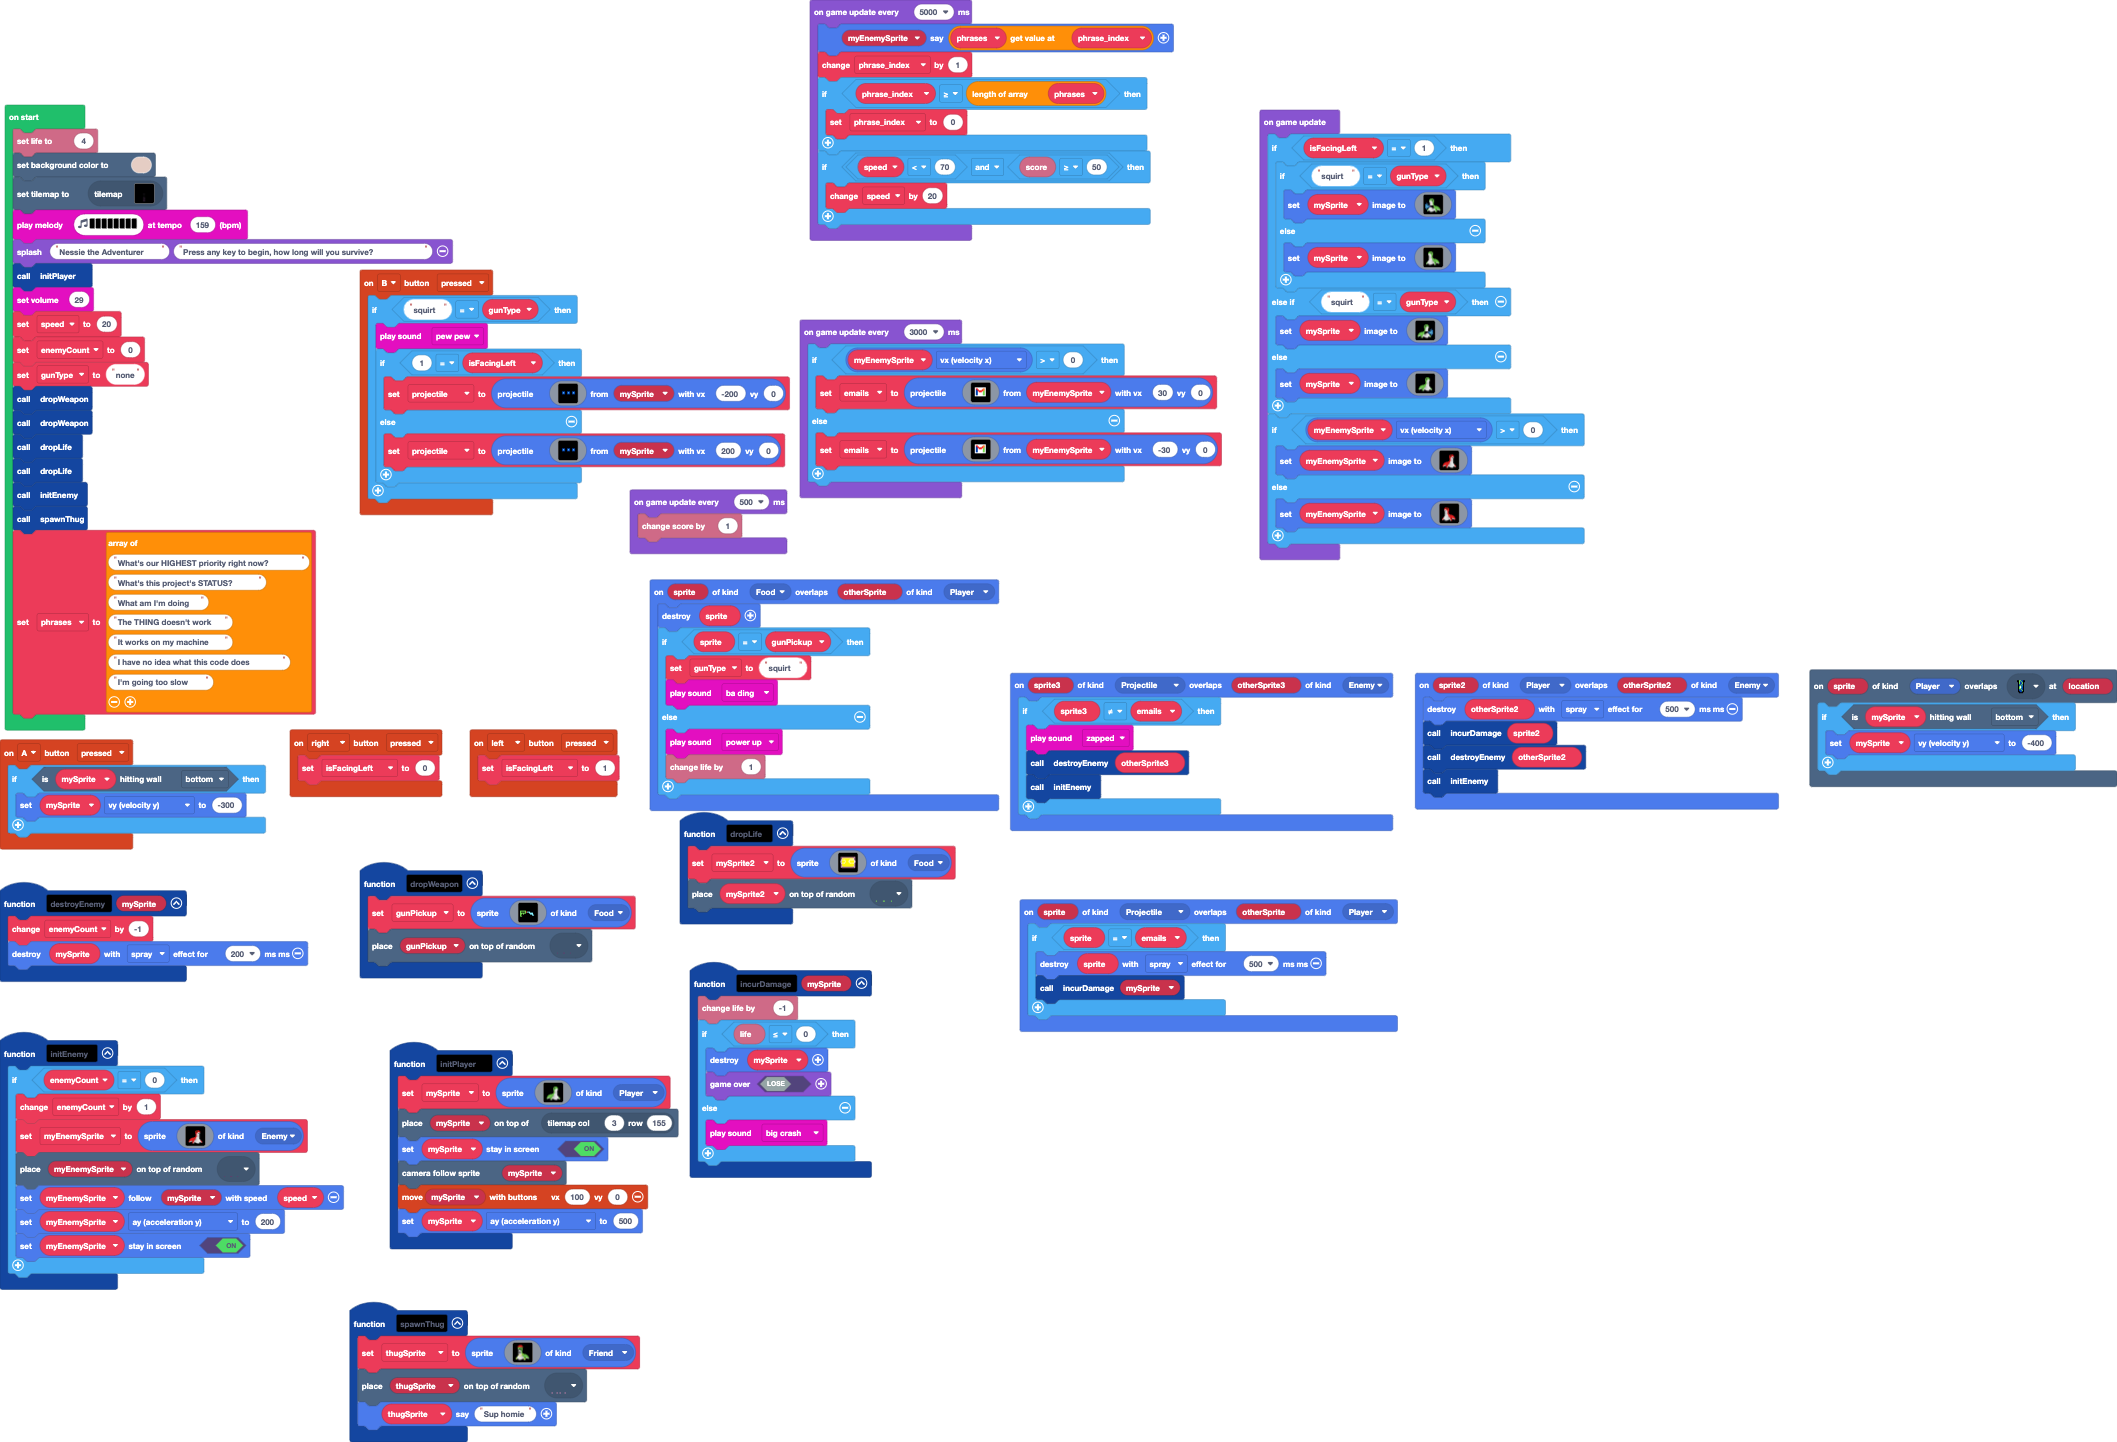 on start
set life to 4
set background color to
set tilemap to tilemap
play melody at tempo 159 (bpm)
splash "Nessie the Adventurer" "Press any key to begin, how long will you survive?"
call initPlayer
set volume 29
set speed to 20
set enemyCount to 0
set gunType to "none"
call dropWeapon
call dropWeapon
call dropLife
call dropLife
call initEnemy
call spawnThug
set phrases to array of
"What's our HIGHEST priority right now?"
"What's this project's STATUS?"
"What am I'm doing"
"The THING doesn't work"
"It works on my machine"
"I have no idea what this code does"
"I'm going too slow"
on game update every 5000 ms
myEnemySprite say phrases get value at phrase_index
change phrase_index by 1
if phrase_index ≥ length of array phrases then
set phrase_index to 0
if speed < 70 and score ≥ 50 then
change speed by 20
on game update
if isFacingLeft = 1 then
if "squirt" = gunType then
set mySprite image to
else
set mySprite image to
else if "squirt" = gunType then
set mySprite image to
else
set mySprite image to
if myEnemySprite vx (velocity x) > 0 then
set myEnemySprite image to
else
set myEnemySprite image to
on B button pressed
if "squirt" = gunType then
play sound pew pew
if 1 = isFacingLeft then
set projectile to projectile from mySprite with vx -200 vy 0
else
set projectile to projectile from mySprite with vx 200 vy 0
on game update every 3000 ms
if myEnemySprite vx (velocity x) > 0 then
set emails to projectile from myEnemySprite with vx 30 vy 0
else
set emails to projectile from myEnemySprite with vx -30 vy 0
on game update every 500 ms
change score by 1
on sprite of kind Food overlaps otherSprite of kind Player
destroy sprite
if sprite = gunPickup then
set gunType to "squirt"
play sound ba ding
else
play sound power up
change life by 1
on sprite3 of kind Projectile overlaps otherSprite3 of kind Enemy
if sprite3 ≠ emails then
play sound zapped
call destroyEnemy otherSprite3
call initEnemy
on sprite2 of kind Player overlaps otherSprite2 of kind Enemy
destroy otherSprite2 with spray effect for 500 ms ms
call incurDamage sprite2
call destroyEnemy otherSprite2
call initEnemy
on sprite of kind Player overlaps at location
if is mySprite hitting wall bottom then
set mySprite vy (velocity y) to -400
on A button pressed
if is mySprite hitting wall bottom then
set mySprite vy (velocity y) to -300
on right button pressed
set isFacingLeft to 0
on left button pressed
set isFacingLeft to 1
function dropLife
set mySprite2 to sprite of kind Food
place mySprite2 on top of random
function destroyEnemy mySprite
change enemyCount by -1
destroy mySprite with spray effect for 200 ms ms
function dropWeapon
set gunPickup to sprite of kind Food
place gunPickup on top of random
on sprite of kind Projectile overlaps otherSprite of kind Player
if sprite = emails then
destroy sprite with spray effect for 500 ms ms
call incurDamage mySprite
function incurDamage mySprite
change life by -1
if life ≤ 0 then
destroy mySprite
game over LOSE
else
play sound big crash
function initEnemy
if enemyCount = 0 then
change enemyCount by 1
set myEnemySprite to sprite of kind Enemy
place myEnemySprite on top of random
set myEnemySprite follow mySprite with speed speed
set myEnemySprite ay (acceleration y) to 200
set myEnemySprite stay in screen ON
function initPlayer
set mySprite to sprite of kind Player
place mySprite on top of tilemap col 3 row 155
set mySprite stay in screen ON
camera follow sprite mySprite
move mySprite with buttons vx 100 vy 0
set mySprite ay (acceleration y) to 500
function spawnThug
set thugSprite to sprite of kind Friend
place thugSprite on top of random
thugSprite say "Sup homie"